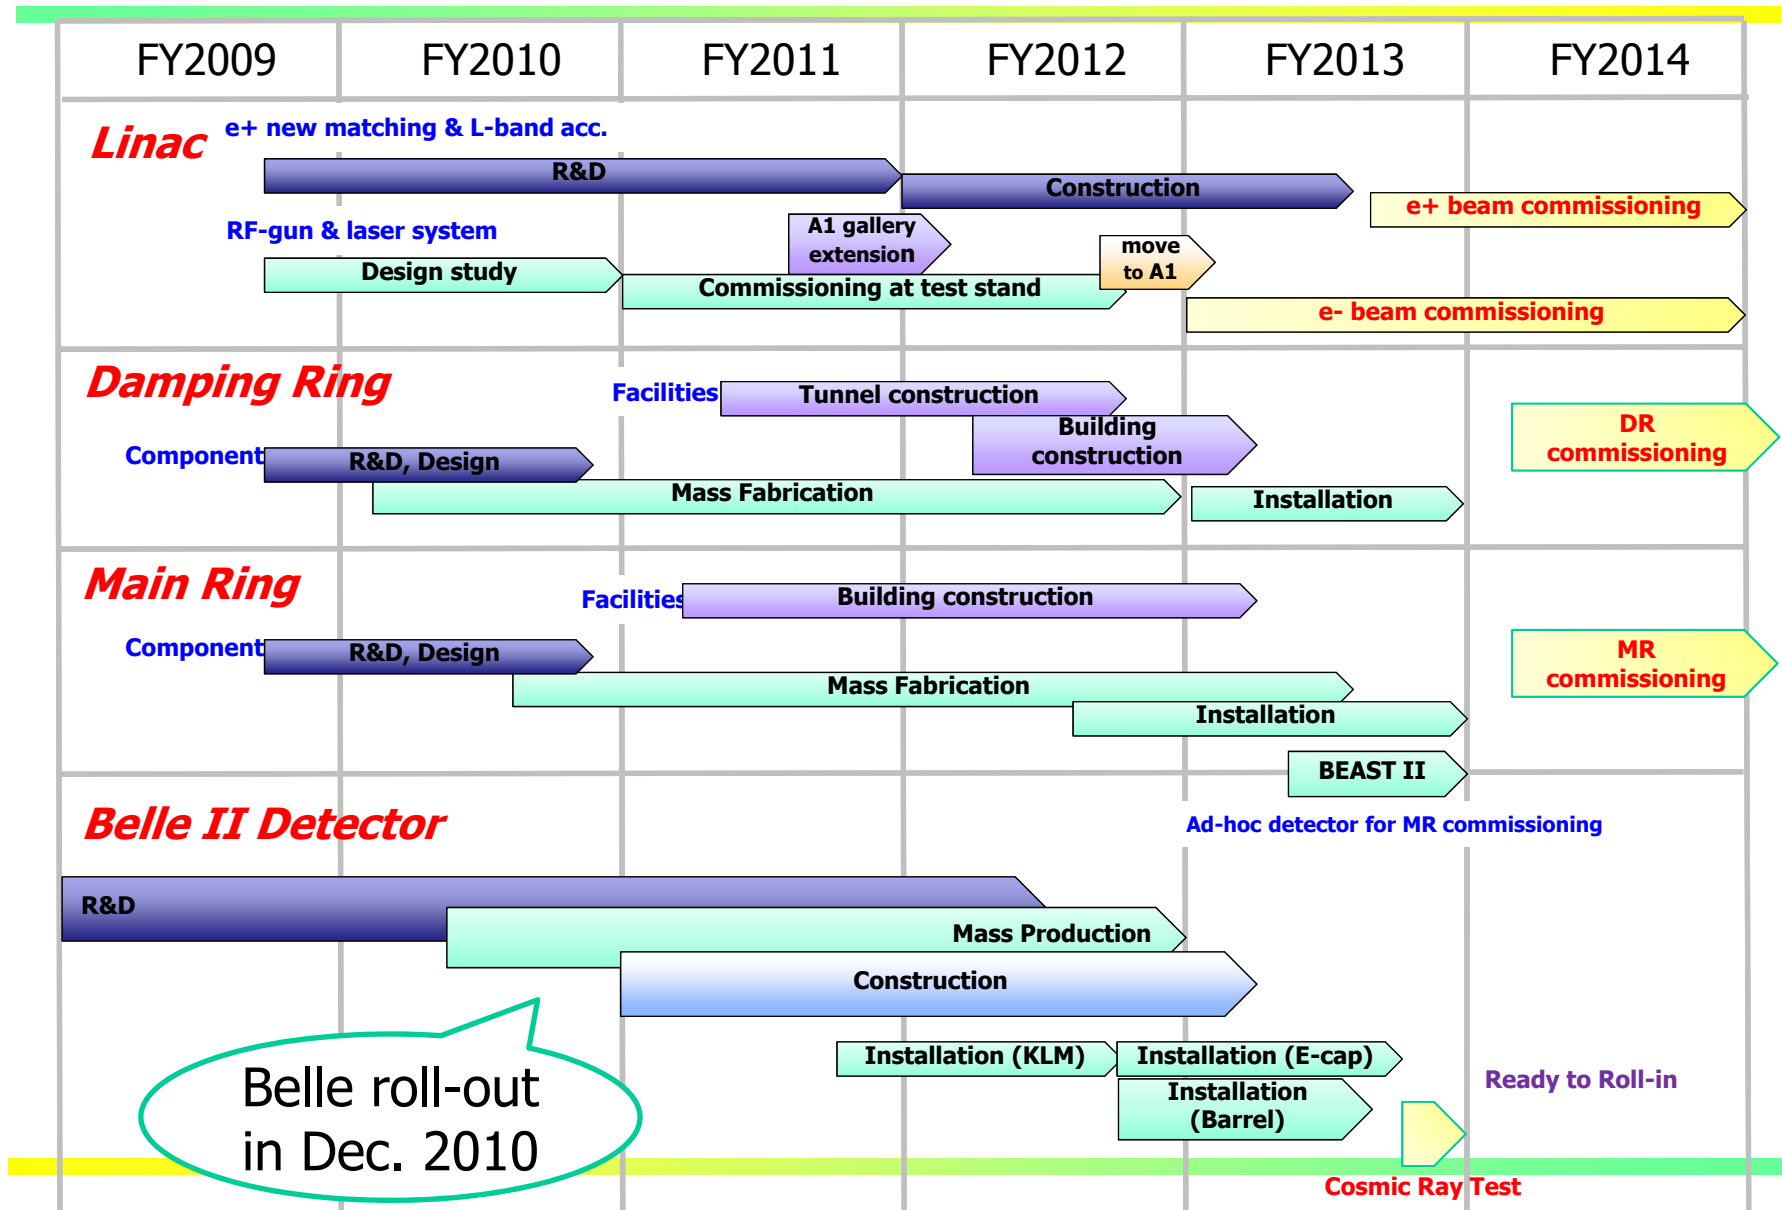 FY2009 FY2010 FY2011 FY2012 FY2013 FY2014
Linac
e+ new matching & L-band acc.
R&D
Construction
e+ beam commissioning
RF-gun & laser system
A1 gallery
extension
move
to A1
Design study
Commissioning at test stand
e- beam commissioning
Damping Ring
Facilities
Tunnel construction
Building
construction
DR
commissioning
Component
R&D, Design
Mass Fabrication
Installation
Main Ring
Facilities
Building construction
Component
R&D, Design
MR
commissioning
Mass Fabrication
Installation
BEAST II
Belle II Detector
Ad-hoc detector for MR commissioning
R&D
Mass Production
Construction
Installation (KLM)
Installation (E-cap)
Installation
(Barrel)
Ready to Roll-in
Belle roll-out
in Dec. 2010
Cosmic Ray Test